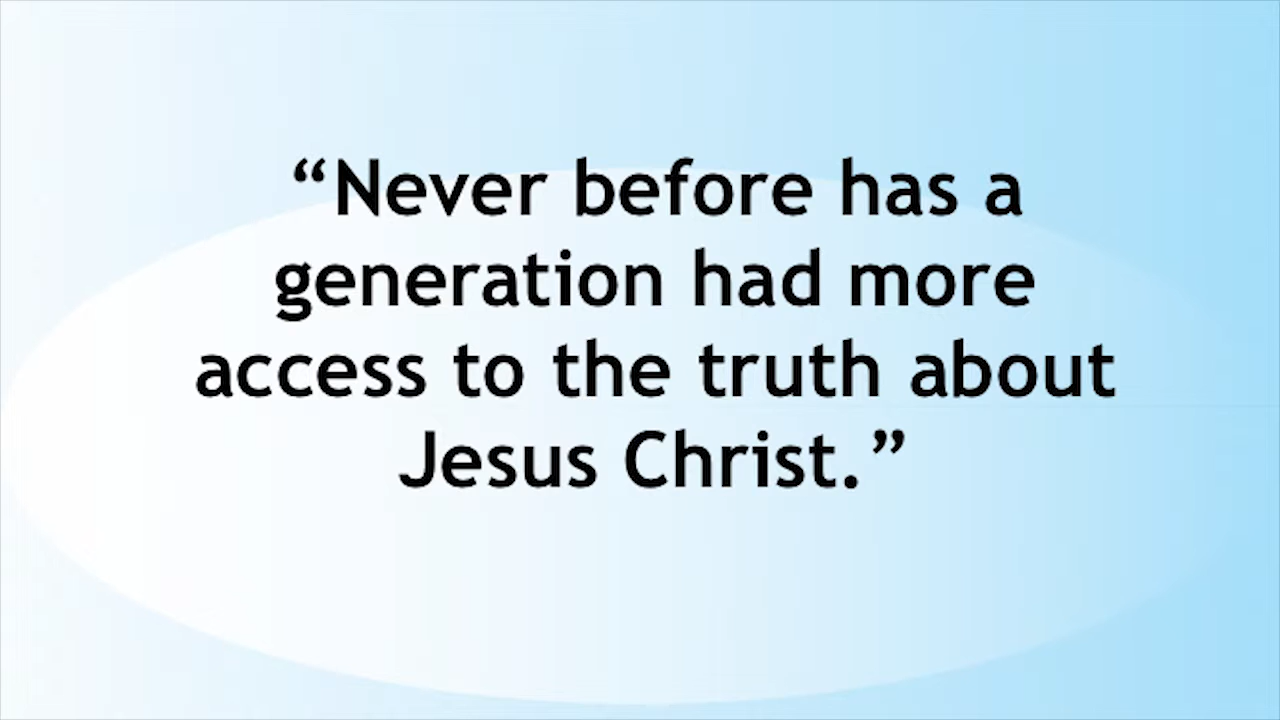 “Never before has a
generation had more
access to the truth about
Jesus Christ.”